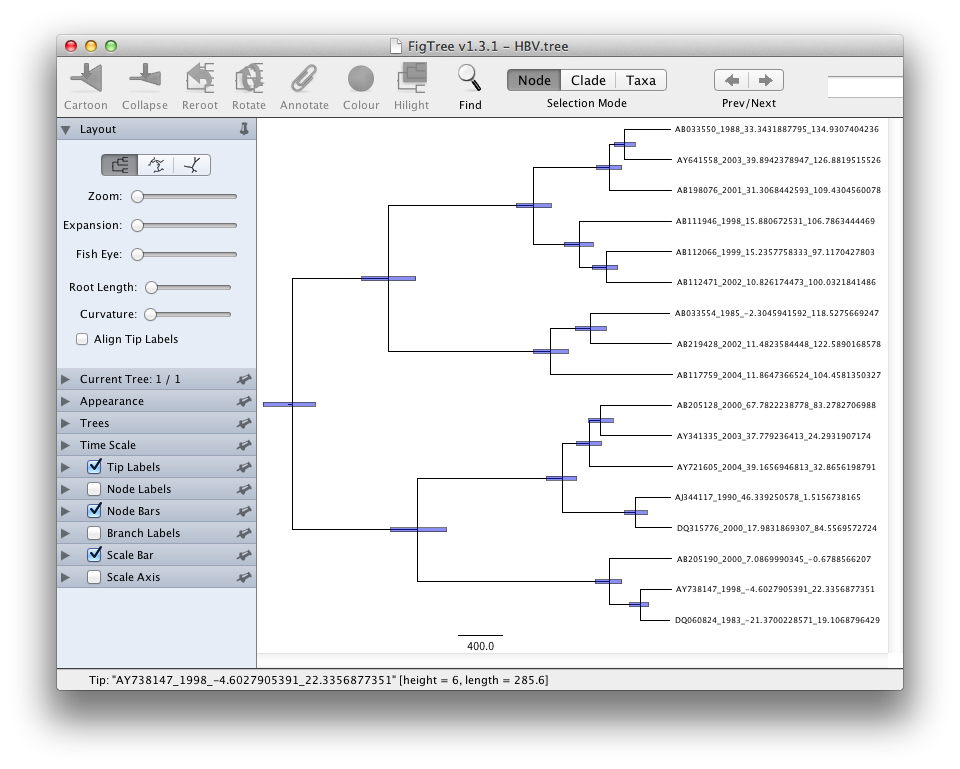 FigTree v1.3.1 - HBV.tree
Cartoon Collapse Reroot Rotate Annotate Colour Hilight Find
Node Clade Taxa
Selection Mode
Prev/Next
Layout
Zoom:
Expansion:
Fish Eye:
Root Length:
Curvature:
Align Tip Labels
Current Tree: 1 / 1
Appearance
Trees
Time Scale
Tip Labels
Node Labels
Node Bars
Branch Labels
Scale Bar
Scale Axis
AB033550_1988_33.3431887795_134.9307404236
AY641558_2003_39.8942378947_126.8819515526
AB198076_2001_31.3068442593_109.4304560078
AB111946_1998_15.880672531_106.7863444469
AB112066_1999_15.2357758333_97.1170427803
AB112471_2002_10.826174473_100.0321841486
AB033554_1985_-2.3045941592_118.5275669247
AB219428_2002_11.4823584448_122.5890168578
AB117759_2004_11.8647366524_104.4581350327
AB205128_2000_67.7822238778_83.2782706988
AY341335_2003_37.779236413_24.2931907174
AY721605_2004_39.1656946813_32.8656198791
AJ344117_1990_46.339250578_1.5156738165
DQ315776_2000_17.9831869307_84.5569572724
AB205190_2000_7.0869990345_-0.6788566207
AY738147_1998_-4.6027905391_22.3356877351
DQ060824_1983_-21.3700228571_19.1068796429
400.0
Tip: "AY738147_1998_-4.6027905391_22.3356877351" [height = 6, length = 285.6]